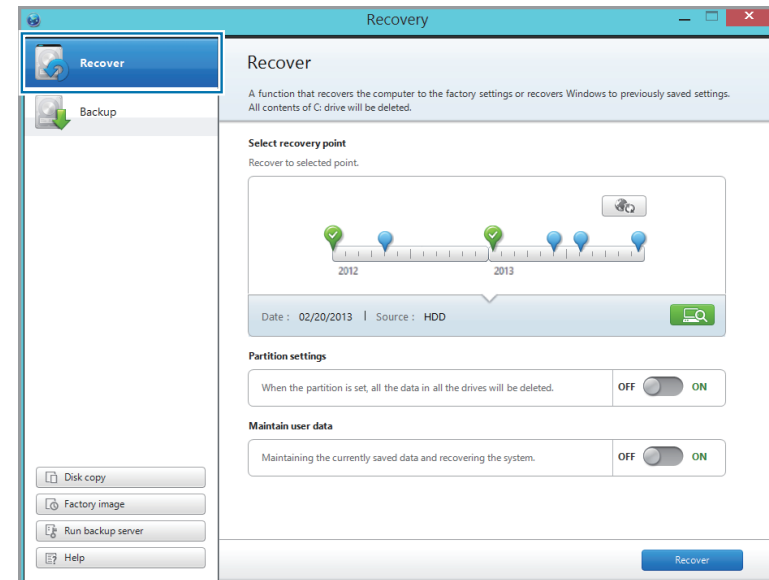 Recovery
Recover
Backup
Recover
A function that recovers the computer to the factory settings or recovers Windows to previously saved settings.
All contents of C: drive will be deleted.
Select recovery point
Recover to selected point.
2012
2013
Date : 02/20/2013 | Source : HDD
Partition settings
When the partition is set, all the data in all the drives will be deleted.
OFF ON
Maintain user data
Maintaining the currently saved data and recovering the system.
OFF ON
Disk copy
Factory image
Run backup server
Help
Recover